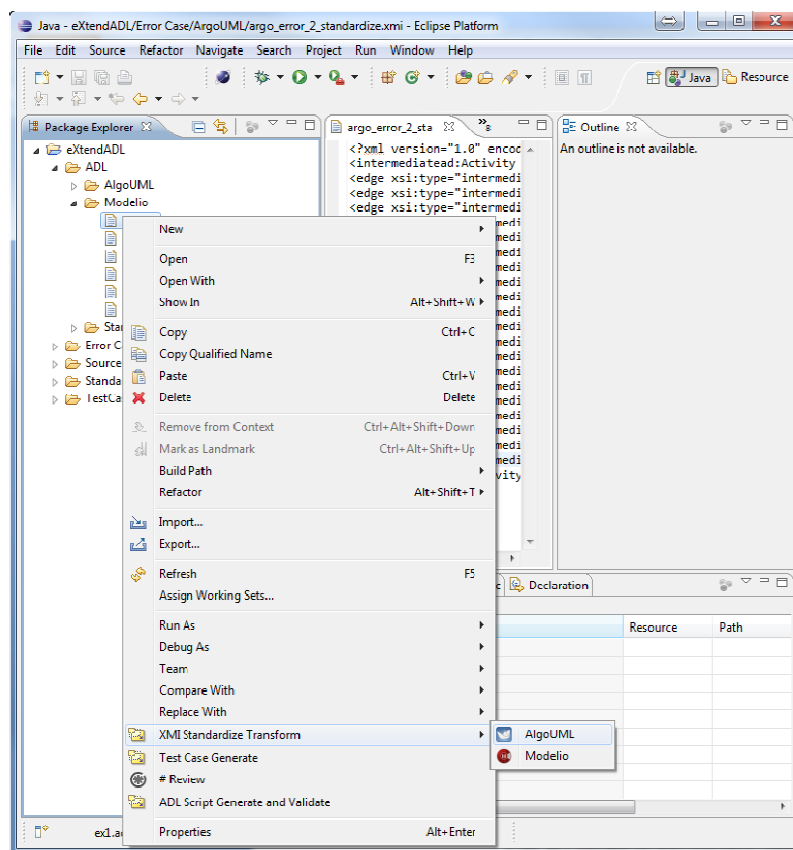 Java - eXtendADL/Error Case/ArgoUML/argo_error_2_standardize.xmi - Eclipse Platform
File Edit Source Refactor Navigate Search Project Run Window Help
Java Resource
Package Explorer
argo_error_2_sta
Outline
eXtendADL
ADL
AlgoUML
Modelio
<?xml version="1.0" encod
<intermediatead:Activity
<edge xsi:type="intermedi
<edge xsi:type="intermedi
<edge xsi:type="intermedi
An outline is not available.
New
Open F3
Open With
Show In Alt+Shift+W
Copy Ctrl+C
Copy Qualified Name
Paste Ctrl+V
Delete Delete
Remove from Context Ctrl+Alt+Shift+Down
Mark as Landmark Ctrl+Alt+Shift+Up
Build Path
Refactor Alt+Shift+T
Import...
Export...
Refresh F5
Assign Working Sets...
Run As
Debug As
Team
Compare With
Replace With
XMI Standardize Transform
Test Case Generate
# Review
ADL Script Generate and Validate
Properties Alt+Enter
AlgoUML
Modelio
Error C
Source
Standa
TestCa
Declaration
Resource Path